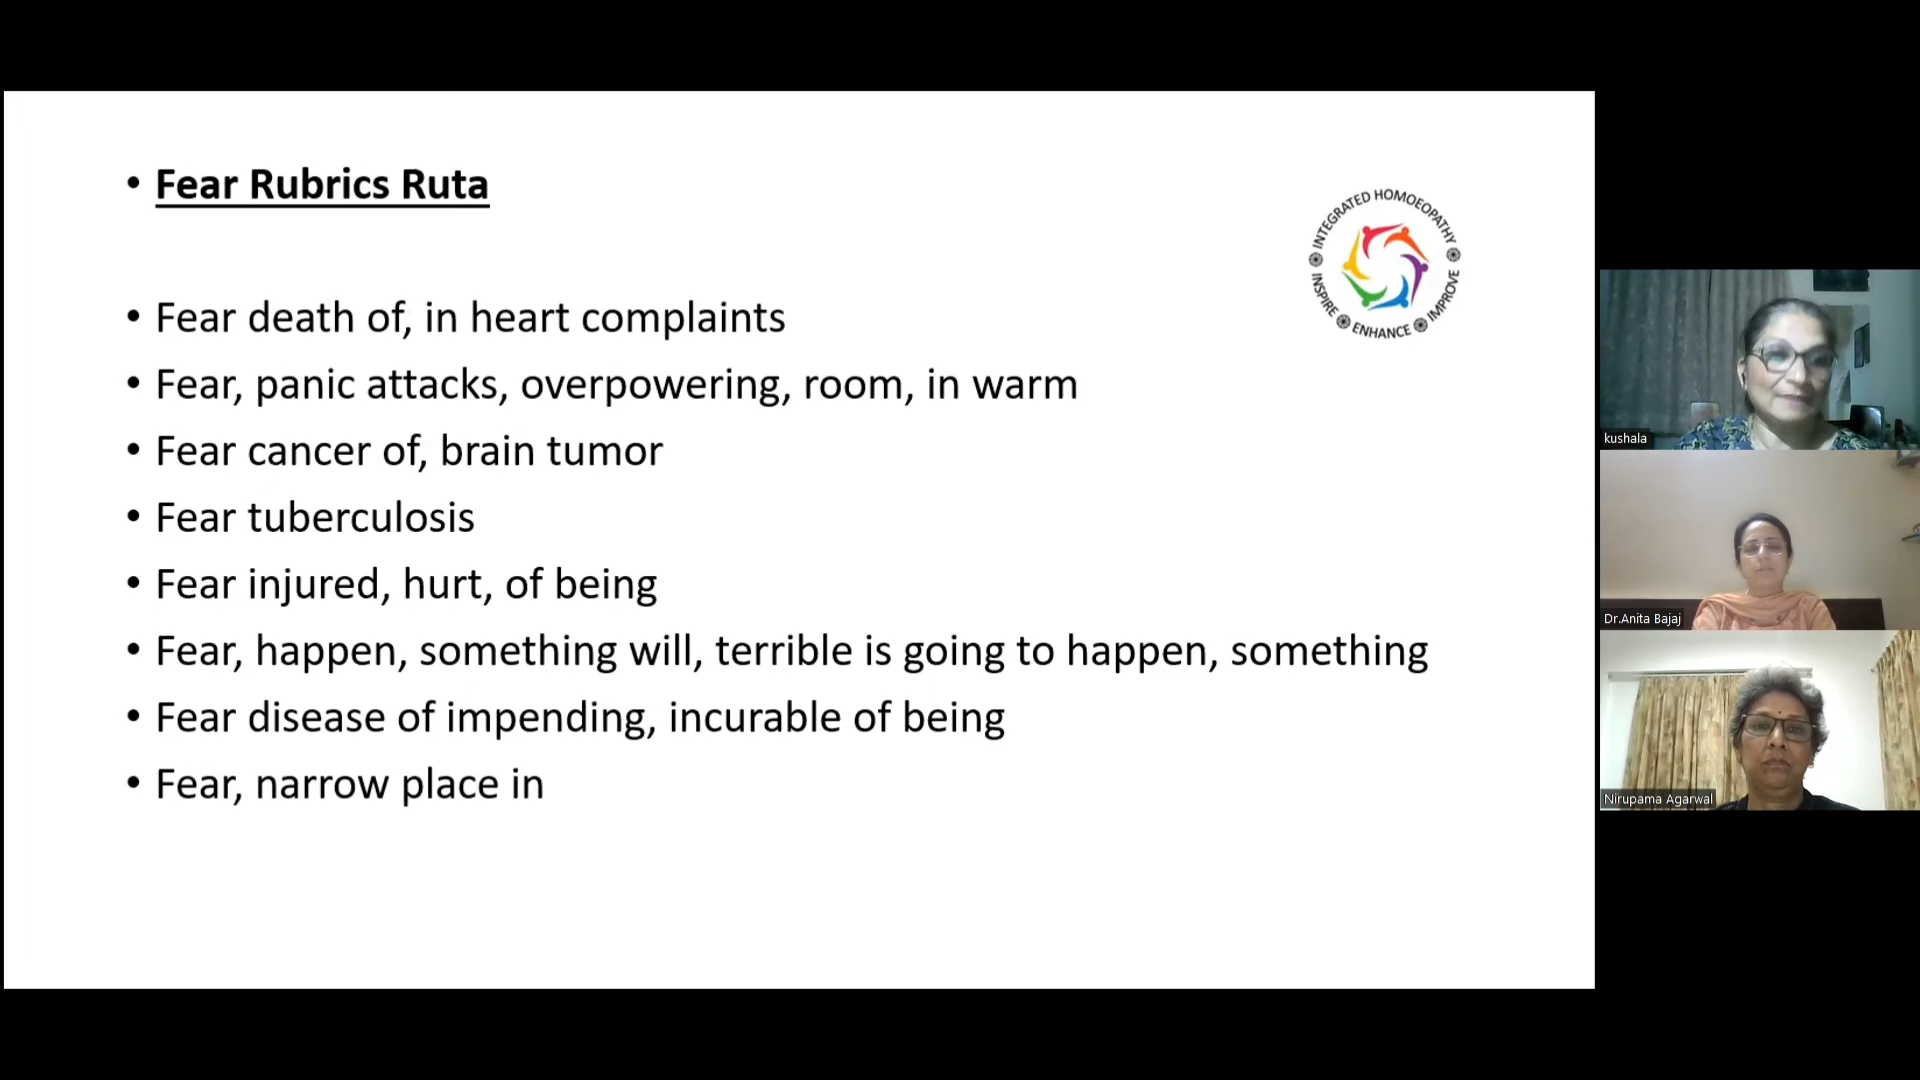 • Fear Rubrics Ruta
• Fear death of, in heart complaints
• Fear, panic attacks, overpowering, room, in warm
• Fear cancer of, brain tumor
• Fear tuberculosis
• Fear injured, hurt, of being
• Fear, happen, something will, terrible is going to happen, something
• Fear disease of impending, incurable of being
• Fear, narrow place in
INTEGRATED HOMOEOPATHY
INSPIRE ENHANCE IMPROVE
kushala
Dr.Anita Bajaj
Nirupama Agarwal